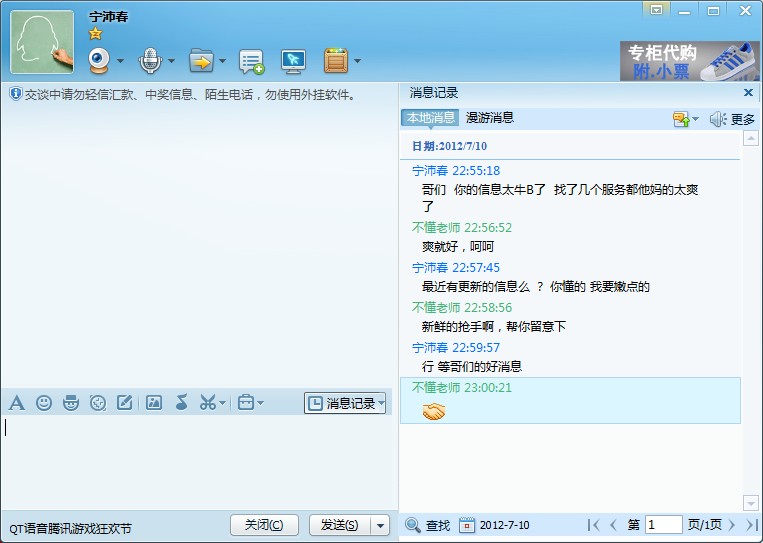 宁沛春
专柜代购
附.小票
交谈中请勿轻信汇款、中奖信息、陌生电话，勿使用外挂软件。
消息记录
本地消息 漫游消息 更多
日期:2012/7/10
宁沛春 22:55:18
哥们 你的信息太牛B了 找了几个服务都他妈的太爽
了
不懂老师 22:56:52
爽就好，呵呵
宁沛春 22:57:45
最近有更新的信息么 ？ 你懂的 我要嫩点的
不懂老师 22:58:56
新鲜的抢手啊，帮你留意下
宁沛春 22:59:57
行 等哥们的好消息
不懂老师 23:00:21
消息记录
QT语音腾讯游戏狂欢节
关闭(C) 发送(S)
查找 2012-7-10 第 1 页/1页